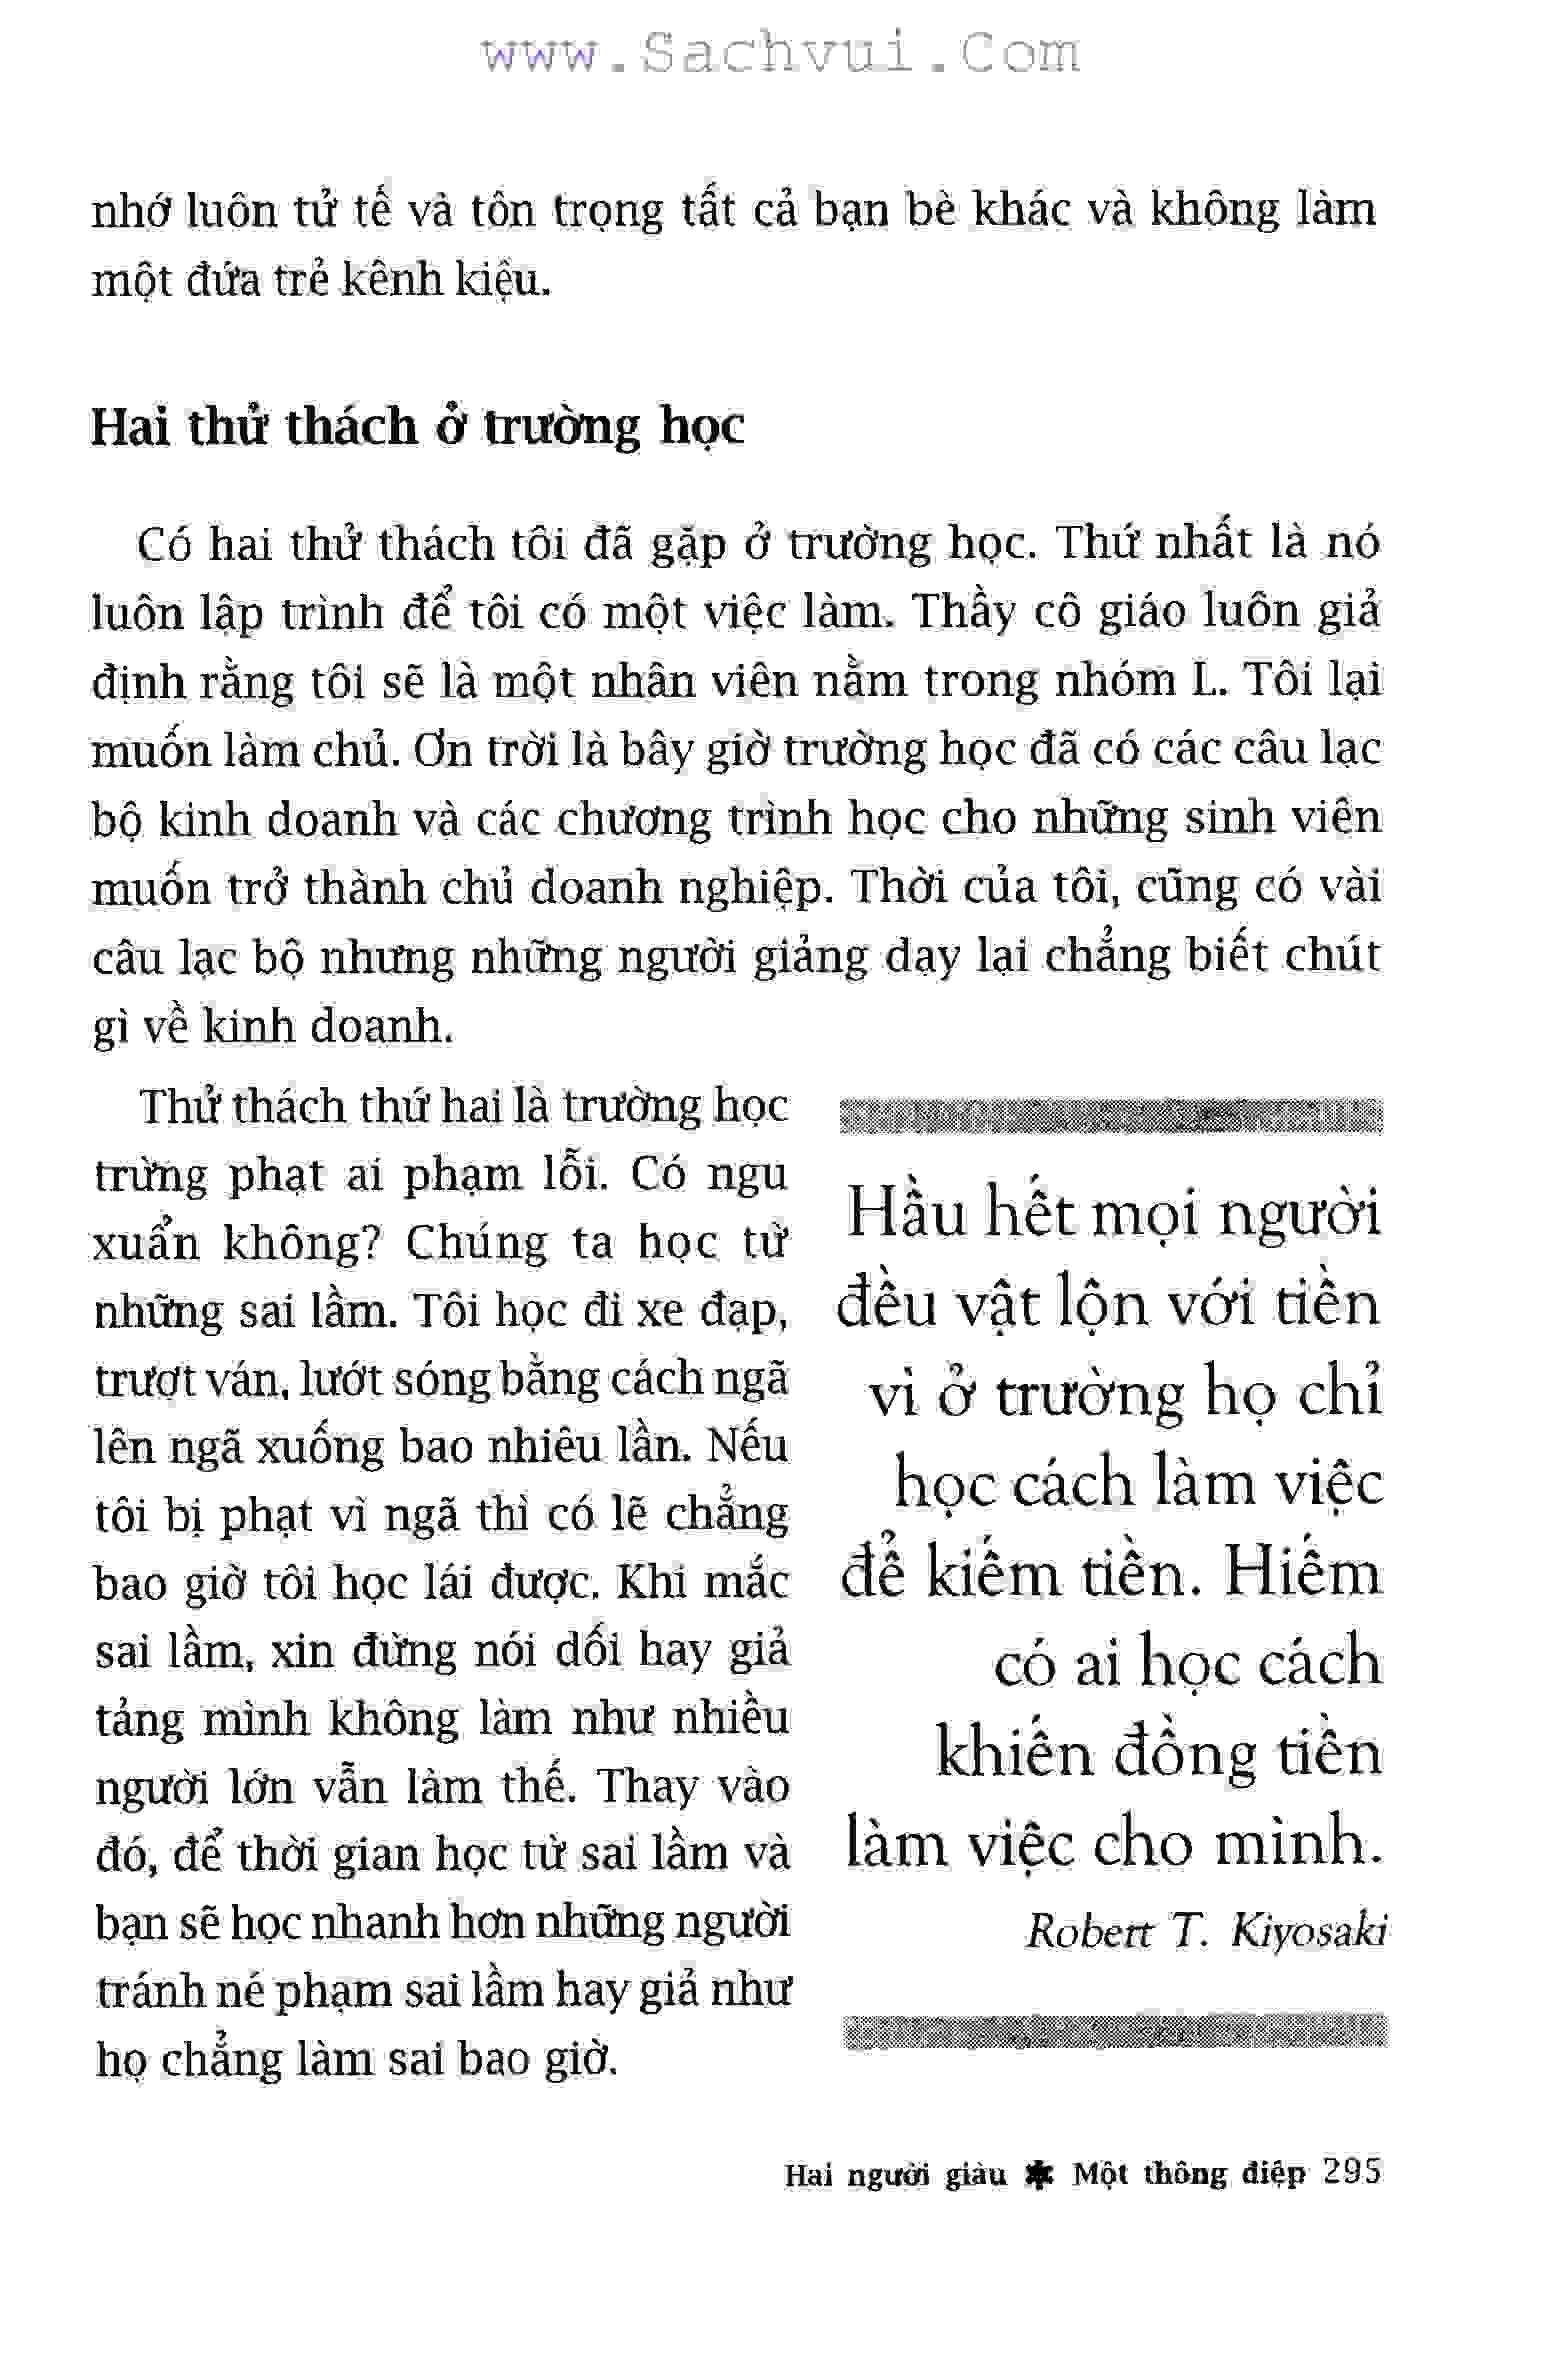 www.Sachvui.Com
nhớ luôn tử tế và tôn trọng tất cả bạn bè khác và không làm
một đứa trẻ kênh kiệu.
Hai thử thách ở trường học
Có hai thử thách tôi đã gặp ở trường học. Thứ nhất là nó
luôn lập trình để tôi có một việc làm. Thầy cô giáo luôn giả
định rằng tôi sẽ là một nhân viên nằm trong nhóm L. Tôi lại
muốn làm chủ. Ơn trời là bây giờ trường học đã có các câu lạc
bộ kinh doanh và các chương trình học cho những sinh viên
muốn trở thành chủ doanh nghiệp. Thời của tôi, cũng có vài
câu lạc bộ nhưng những người giảng dạy lại chẳng biết chút
gì về kinh doanh.
Thử thách thứ hai là trường học
trừng phạt ai phạm lỗi. Có ngu
xuẩn không? Chúng ta học từ
những sai lầm. Tôi học đi xe đạp,
trượt ván, lướt sóng bằng cách ngã
lên ngã xuống bao nhiêu lần. Nếu
tôi bị phạt vì ngã thì có lẽ chẳng
bao giờ tôi học lái được. Khi mắc
sai lầm, xin đừng nói dối hay giả
tảng mình không làm như nhiều
người lớn vẫn làm thế. Thay vào
đó, để thời gian học từ sai lầm và
bạn sẽ học nhanh hơn những người
tránh né phạm sai lầm hay giả như
họ chẳng làm sai bao giờ.
Hầu hết mọi người
đều vật lộn với tiền
vì ở trường họ chỉ
học cách làm việc
để kiếm tiền. Hiếm
có ai học cách
khiến đồng tiền
làm việc cho mình.
Robert T. Kiyosaki
Hai người giàu ✱ Một thông điệp 295